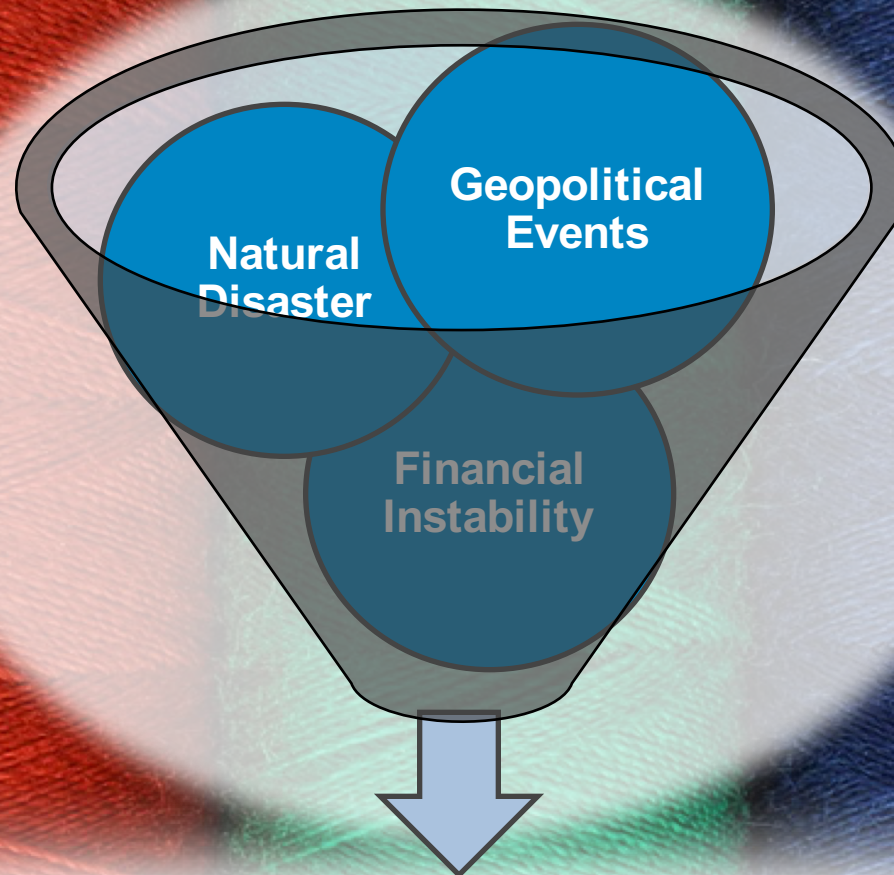 Geopolitical
Events
Natural
Disaster
Financial
Instability